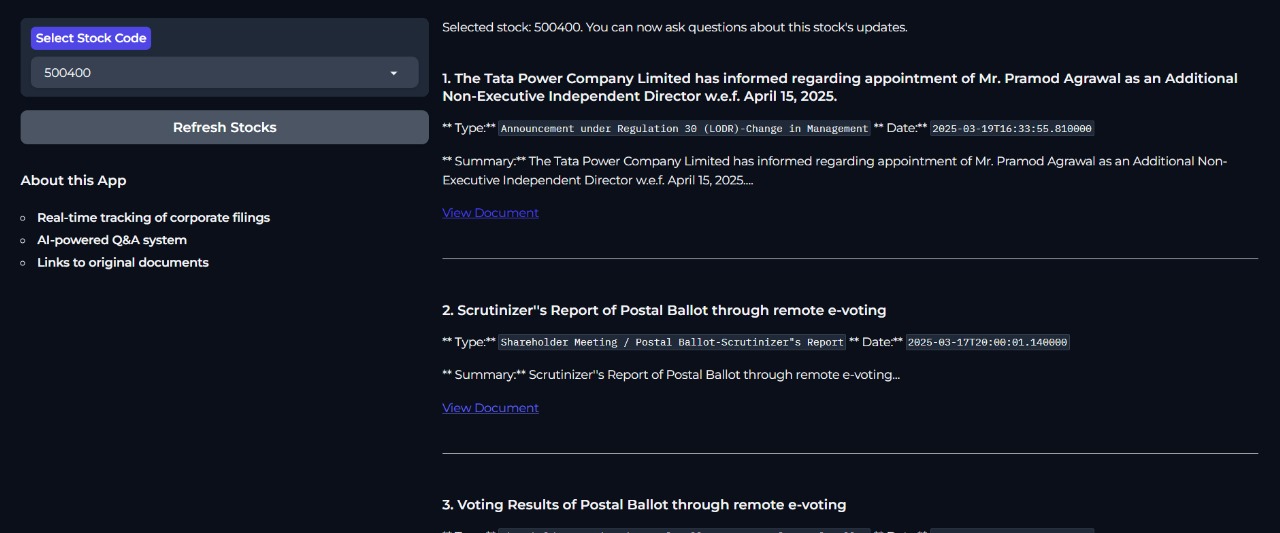 Select Stock Code
500400
Refresh Stocks
About this App
Real-time tracking of corporate filings
AI-powered Q&A system
Links to original documents
Selected stock: 500400. You can now ask questions about this stock's updates.
1. The Tata Power Company Limited has informed regarding appointment of Mr. Pramod Agrawal as an Additional
Non-Executive Independent Director w.e.f. April 15, 2025.
** Type:** Announcement under Regulation 30 (LODR)-Change in Management ** Date:** 2025-03-19T16:33:55.810000
** Summary:** The Tata Power Company Limited has informed regarding appointment of Mr. Pramod Agrawal as an Additional Non-
Executive Independent Director w.e.f. April 15, 2025....
View Document
2. Scrutinizer''s Report of Postal Ballot through remote e-voting
** Type:** Shareholder Meeting / Postal Ballot-Scrutinizer"s Report ** Date:** 2025-03-17T20:00:01.140000
** Summary:** Scrutinizer''s Report of Postal Ballot through remote e-voting...
View Document
3. Voting Results of Postal Ballot through remote e-voting